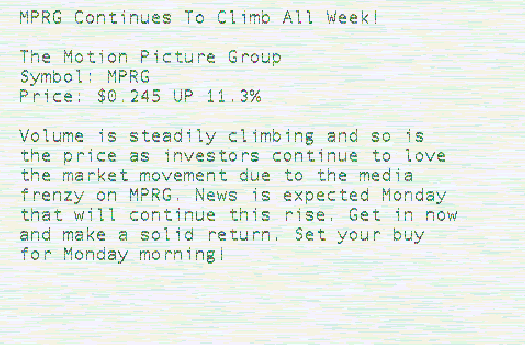 MPRG Continues To Climb All Week!
The Motion Picture Group
Symbol: MPRG
Price: $0.245 UP 11.3%
Volume is steadily climbing and so is
the price as investors continue to love
the market movement due to the media
frenzy on MPRG. News is expected Monday
that will continue this rise. Get in now
and make a solid return. Set your buy
for Monday morning!